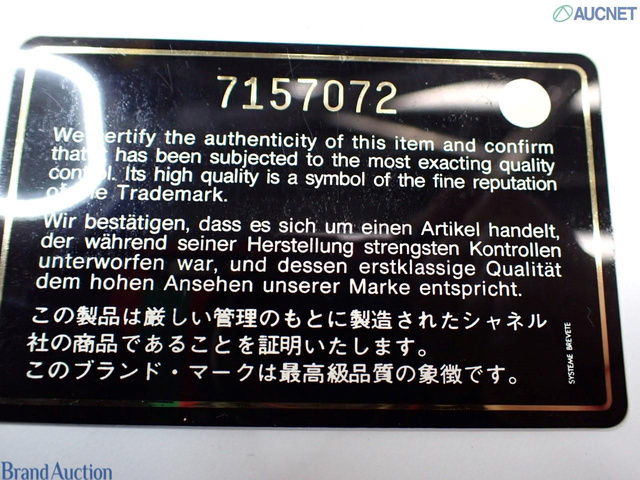 AUCNET
7157072
We certify the authenticity of this item and confirm
that it has been subjected to the most exacting quality
control. Its high quality is a symbol of the fine reputation
of the Trademark.
Wir bestätigen, dass es sich um einen Artikel handelt,
der während seiner Herstellung strengsten Kontrollen
unterworfen war, und dessen erstklassige Qualität
dem hohen Ansehen unserer Marke entspricht.
この製品は厳しい管理のもとに製造されたシャネル
社の商品であることを証明いたします。
このブランド・マークは最高級品質の象徴です。
SYSTEME BREVETE
Brand Auction